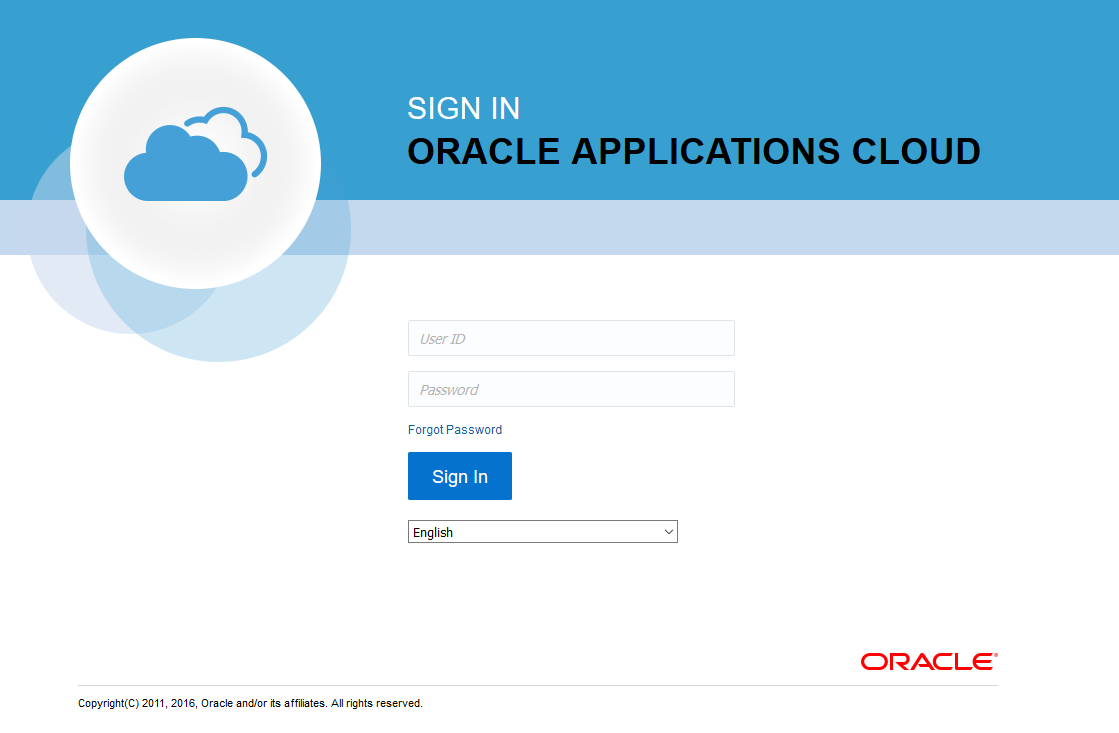 SIGN IN
ORACLE APPLICATIONS CLOUD
User ID
Password
Forgot Password
Sign In
English
ORACLE®
Copyright(C) 2011, 2016, Oracle and/or its affiliates. All rights reserved.